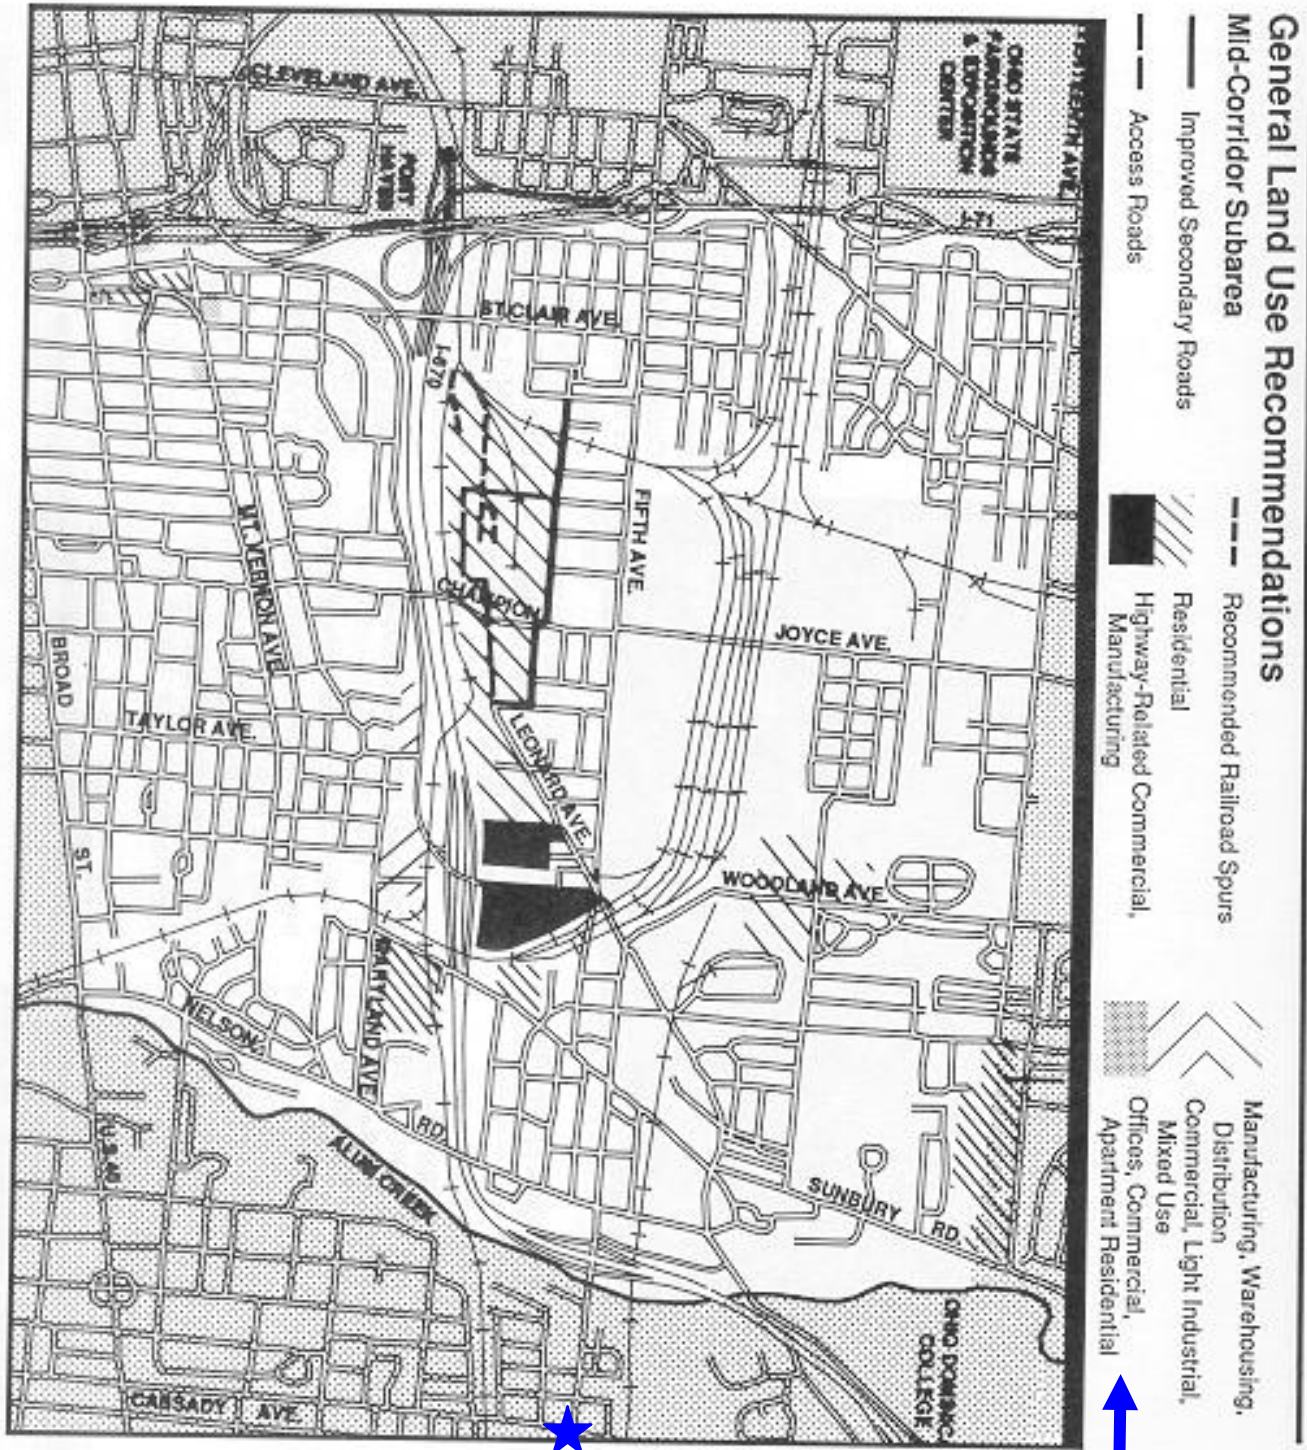 General Land Use Recommendations
Mid-Corridor Subarea
Improved Secondary Roads
Access Roads
Recommended Railroad Spurs
Residential
Highway-Related Commercial,
Manufacturing
Manufacturing, Warehousing,
Distribution
Commercial, Light Industrial,
Mixed Use
Offices, Commercial,
Apartment Residential
AVE.
OHIO STATE
FAIRGROUNDS
& EXPOSITION
CENTER
I-71
CLEVELAND AVE.
FORT
HAYES
ST. CLAIR AVE.
I-670
FIFTH AVE.
CHAMPION
JOYCE AVE.
MT. VERNON AVE.
BROAD
ST.
TAYLOR AVE.
LEONARD AVE.
WOODLAND AVE.
MARYLAND AVE.
NELSON
RD.
SUNBURY
RD.
ALUM CREEK
U.S. 40
OHIO DOMINIC
COLLEGE
CASSADY AVE.